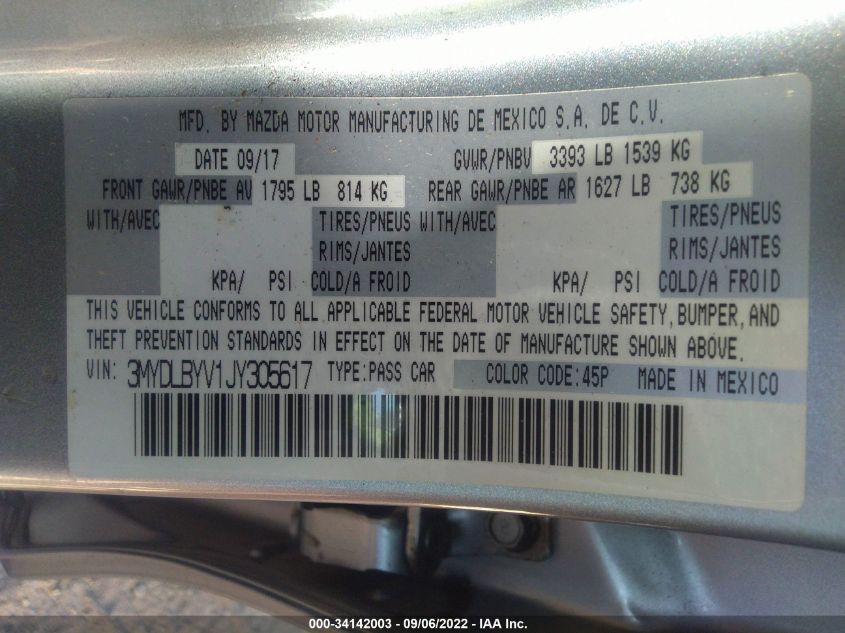 MFD. BY MAZDA MOTOR MANUFACTURING DE MEXICO S.A. DE C.V.
DATE 09/17 GVWR/PNBV 3393 LB 1539 KG
FRONT GAWR/PNBE AV 1795 LB 814 KG REAR GAWR/PNBE AR 1627 LB 738 KG
WITH/AVEC TIRES/PNEUS WITH/AVEC TIRES/PNEUS
RIMS/JANTES RIMS/JANTES
KPA/ PSI COLD/A FROID KPA/ PSI COLD/A FROID
THIS VEHICLE CONFORMS TO ALL APPLICABLE FEDERAL MOTOR VEHICLE SAFETY, BUMPER, AND
THEFT PREVENTION STANDARDS IN EFFECT ON THE DATE OF MANUFACTURE SHOWN ABOVE.
VIN: 3MYDLBYV1JY305617 TYPE:PASS CAR COLOR CODE:45P MADE IN MEXICO
000-34142003 - 09/06/2022 - IAA Inc.